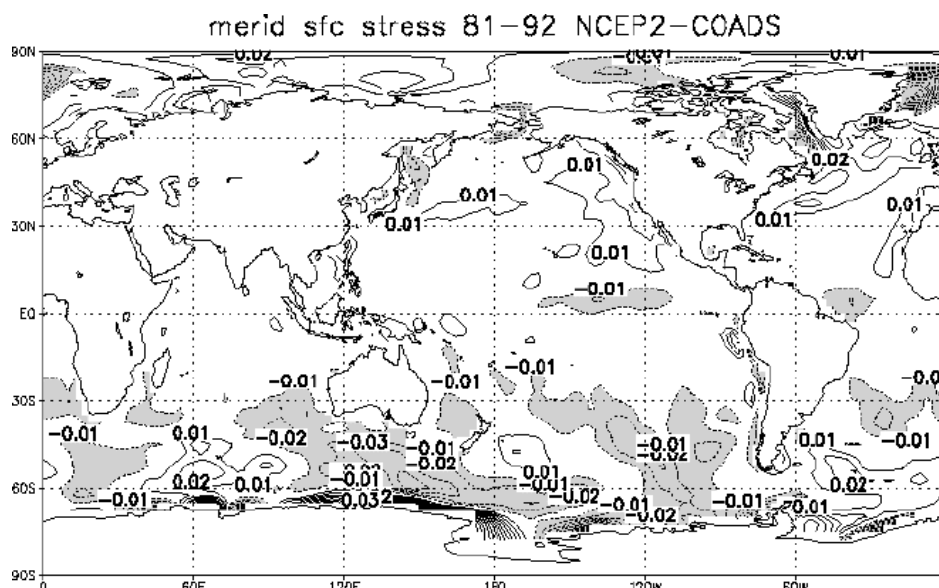 merid sfc stress 81-92 NCEP2-COADS
90N 0.02 -0.01 0.01
60N 0.01 0.02
0.01 0.01 0.01 0.01
30N
0.01
-0.01
EQ
-0.01 -0.01 -0.01
30S
-0.01 0.01 -0.02 -0.03 -0.01 -0.01 0.01 -0.01
-0.02 -0.02
0.02 0.01 -0.01 0.01 -0.01 0.02
60S -0.01 -0.02 -0.01 -0.01 -0.01
-0.02
90S
0 60E 120E 180 120W 60W